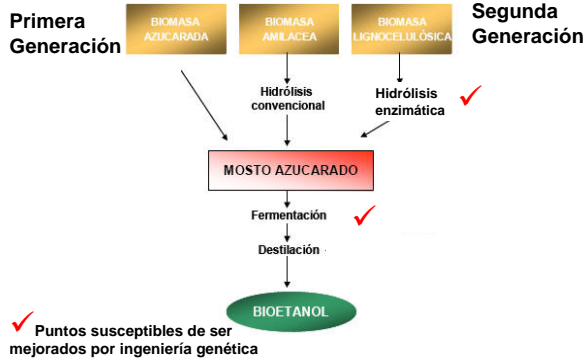 Primera
Generación
BIOMASA
AZUCARADA
BIOMASA
AMILACEA
BIOMASA
LIGNOCELULÓSICA
Segunda
Generación
Hidrólisis
convencional
Hidrólisis
enzimática
MOSTO AZUCARADO
Fermentación
Destilación
BIOETANOL
Puntos susceptibles de ser
mejorados por ingeniería genética